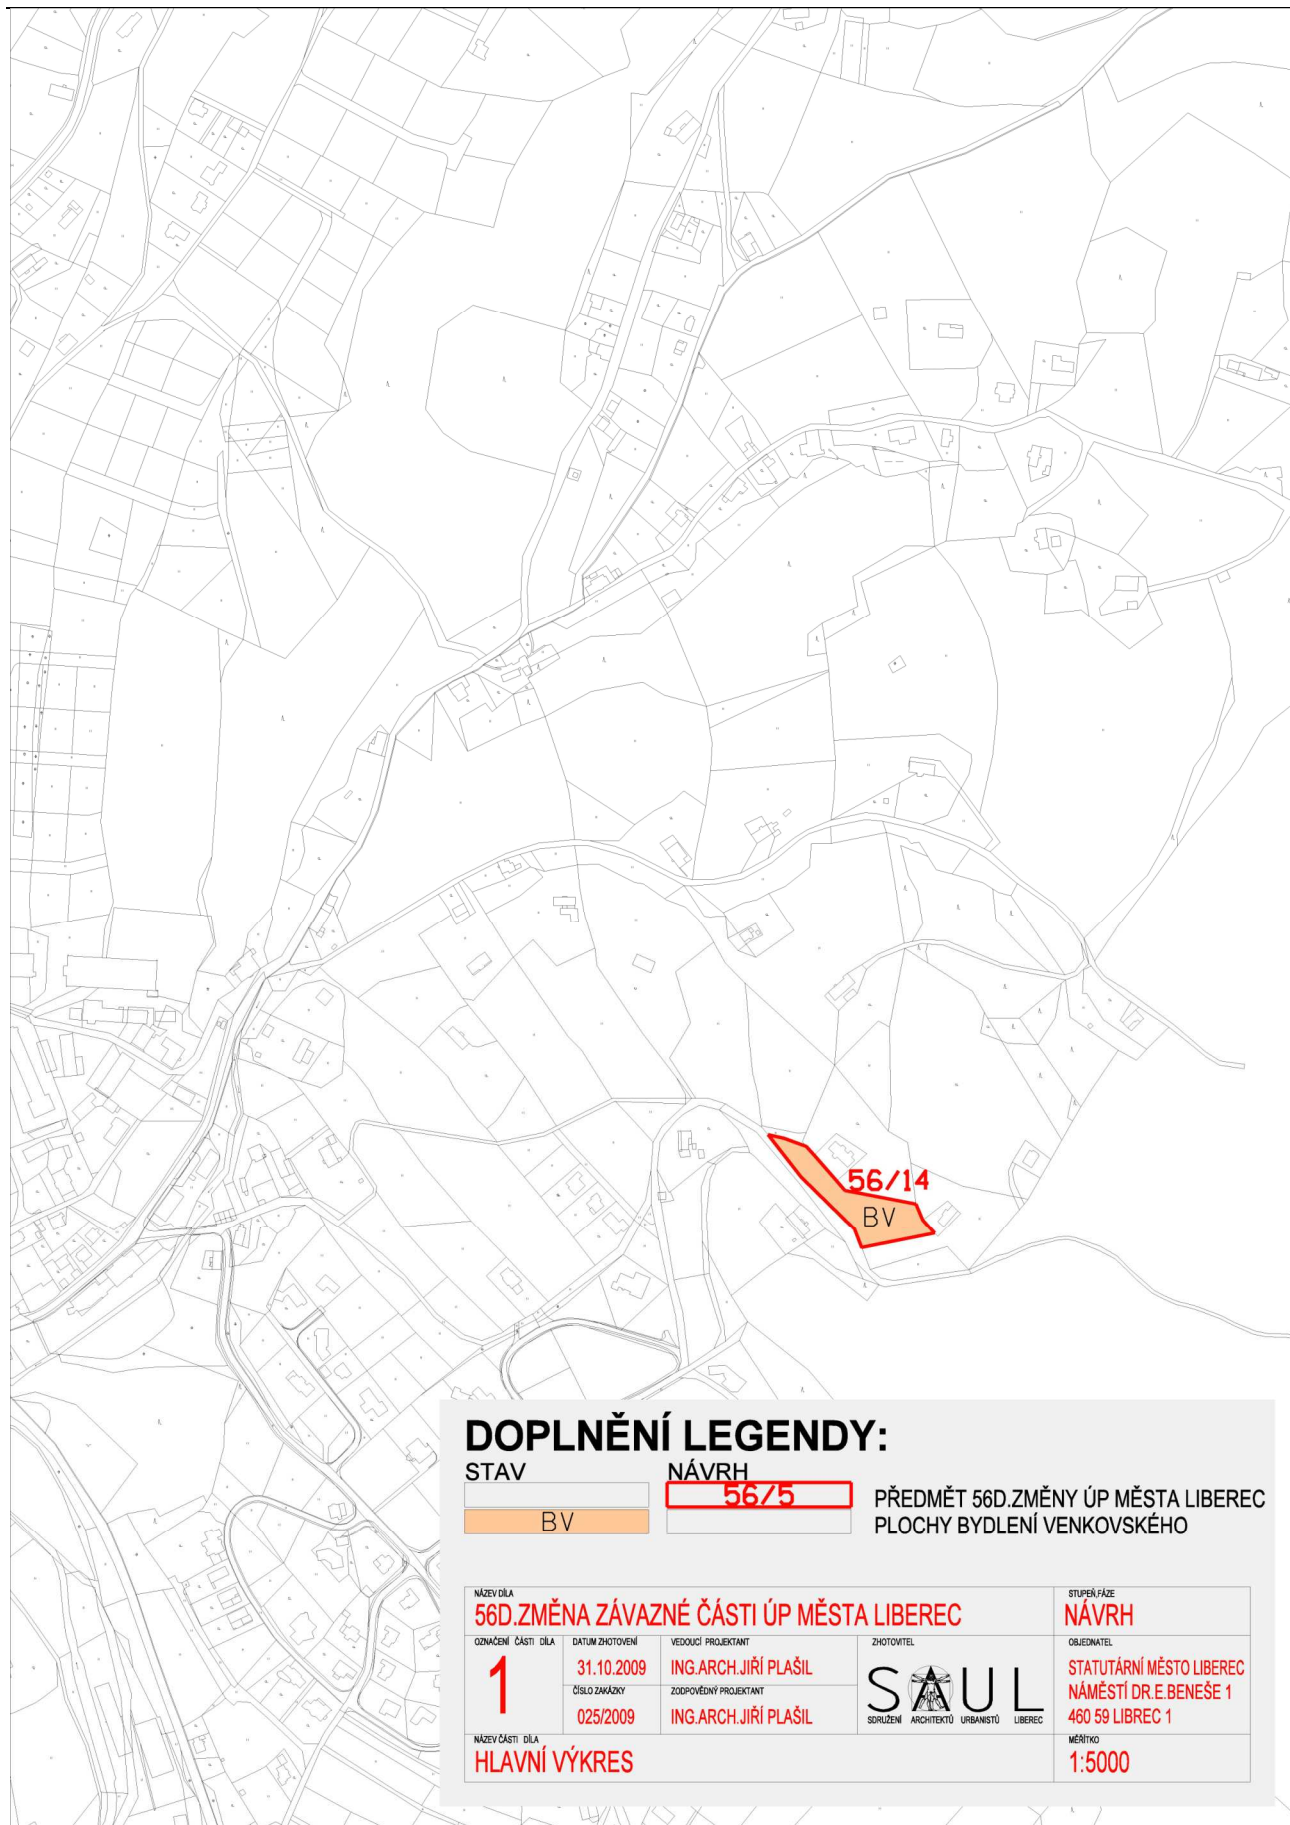 56/14
BV
DOPLNĚNÍ LEGENDY:
STAV NÁVRH
56/5 PŘEDMĚT 56D.ZMĚNY ÚP MĚSTA LIBEREC
BV PLOCHY BYDLENÍ VENKOVSKÉHO
NÁZEV DÍLA
56D.ZMĚNA ZÁVAZNÉ ČÁSTI ÚP MĚSTA LIBEREC
STUPEŇ,FÁZE
NÁVRH
OZNAČENÍ ČÁSTI DÍLA
1
DATUM ZHOTOVENÍ
31.10.2009
VEDOUCÍ PROJEKTANT
ING.ARCH.JIŘÍ PLAŠIL
ČÍSLO ZAKÁZKY
025/2009
ZODPOVĚDNÝ PROJEKTANT
ING.ARCH.JIŘÍ PLAŠIL
ZHOTOVITEL
SAUL
SDRUŽENÍ ARCHITEKTŮ URBANISTŮ LIBEREC
OBJEDNATEL
STATUTÁRNÍ MĚSTO LIBEREC
NÁMĚSTÍ DR.E.BENEŠE 1
460 59 LIBREC 1
NÁZEV ČÁSTI DÍLA
HLAVNÍ VÝKRES
MĚŘÍTKO
1:5000